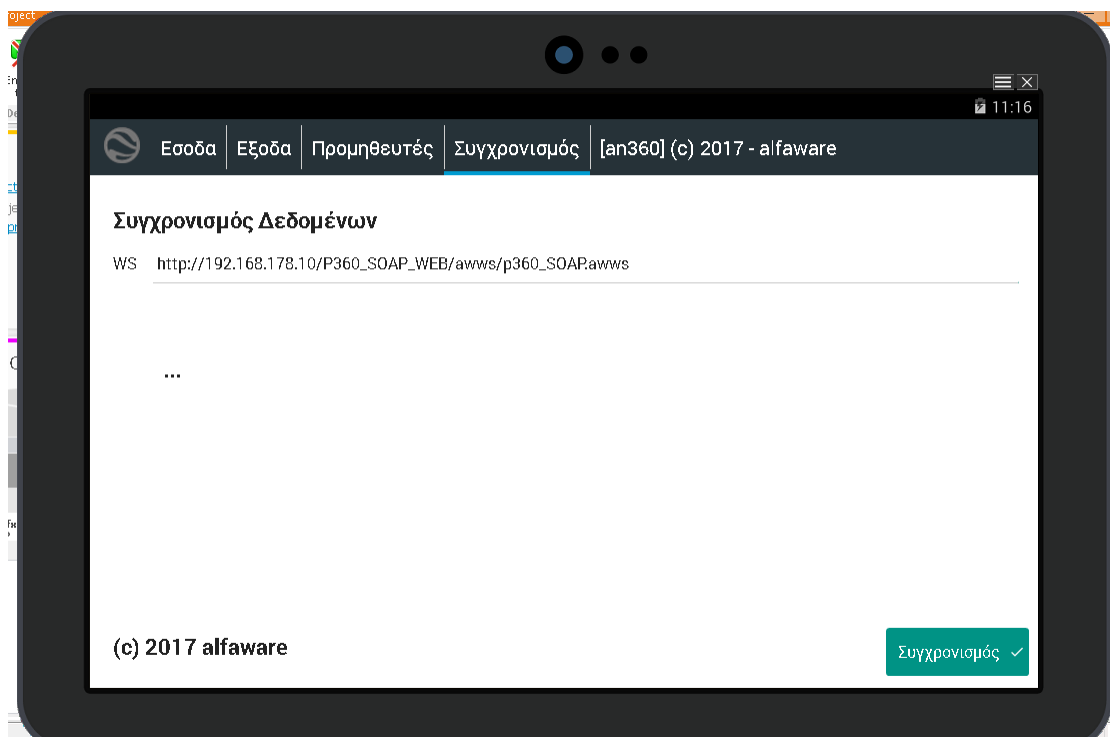 oject
11:16
Εσοδα Εξοδα Προμηθευτές Συγχρονισμός [an360] (c) 2017 - alfaware
Συγχρονισμός Δεδομένων
WS http://192.168.178.10/P360_SOAP_WEB/awws/p360_SOAP.awws
...
(c) 2017 alfaware
Συγχρονισμός